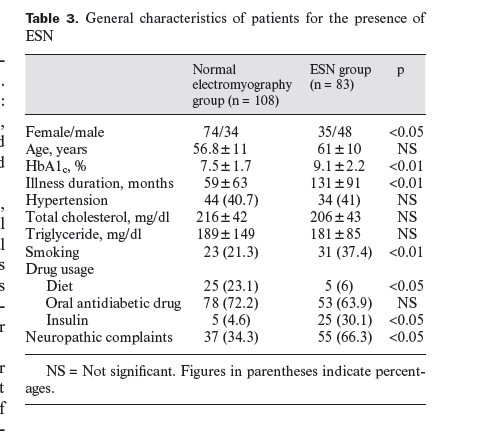 Table 3. General characteristics of patients for the presence of
ESN
Normal electromyography group (n = 108) ESN group (n = 83) p
Female/male 74/34 35/48 <0.05
Age, years 56.8±11 61±10 NS
HbA1c, % 7.5±1.7 9.1±2.2 <0.01
Illness duration, months 59±63 131±91 <0.01
Hypertension 44 (40.7) 34 (41) NS
Total cholesterol, mg/dl 216±42 206±43 NS
Triglyceride, mg/dl 189±149 181±85 NS
Smoking 23 (21.3) 31 (37.4) <0.01
Drug usage
Diet 25 (23.1) 5 (6) <0.05
Oral antidiabetic drug 78 (72.2) 53 (63.9) NS
Insulin 5 (4.6) 25 (30.1) <0.05
Neuropathic complaints 37 (34.3) 55 (66.3) <0.05
NS = Not significant. Figures in parentheses indicate percent-
ages.